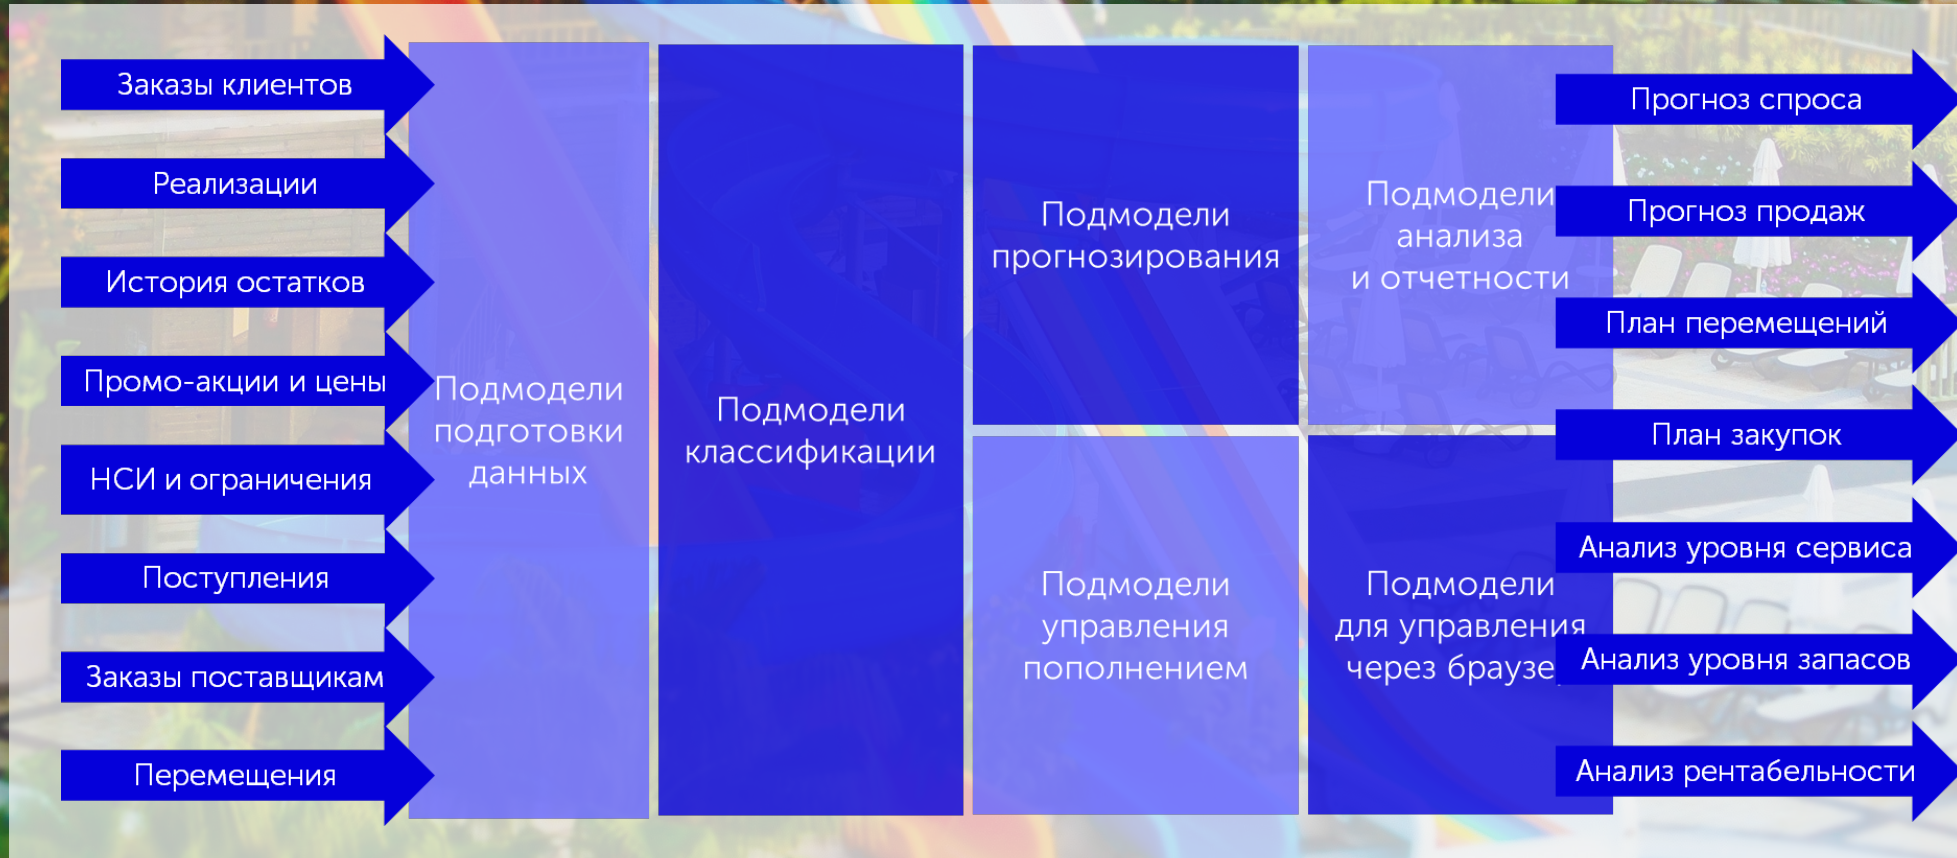 Заказы клиентов
Реализации
История остатков
Промо-акции и цены
НСИ и ограничения
Поступления
Заказы поставщикам
Перемещения
Подмодели
подготовки
данных
Подмодели
классификации
Подмодели
прогнозирования
Подмодели
управления
пополнением
Подмодели
анализа
и отчетности
Подмодели
для управления
через
Прогноз спроса
Прогноз продаж
План перемещений
План закупок
Анализ уровня сервиса
Анализ уровня запасов
Анализ рентабельности